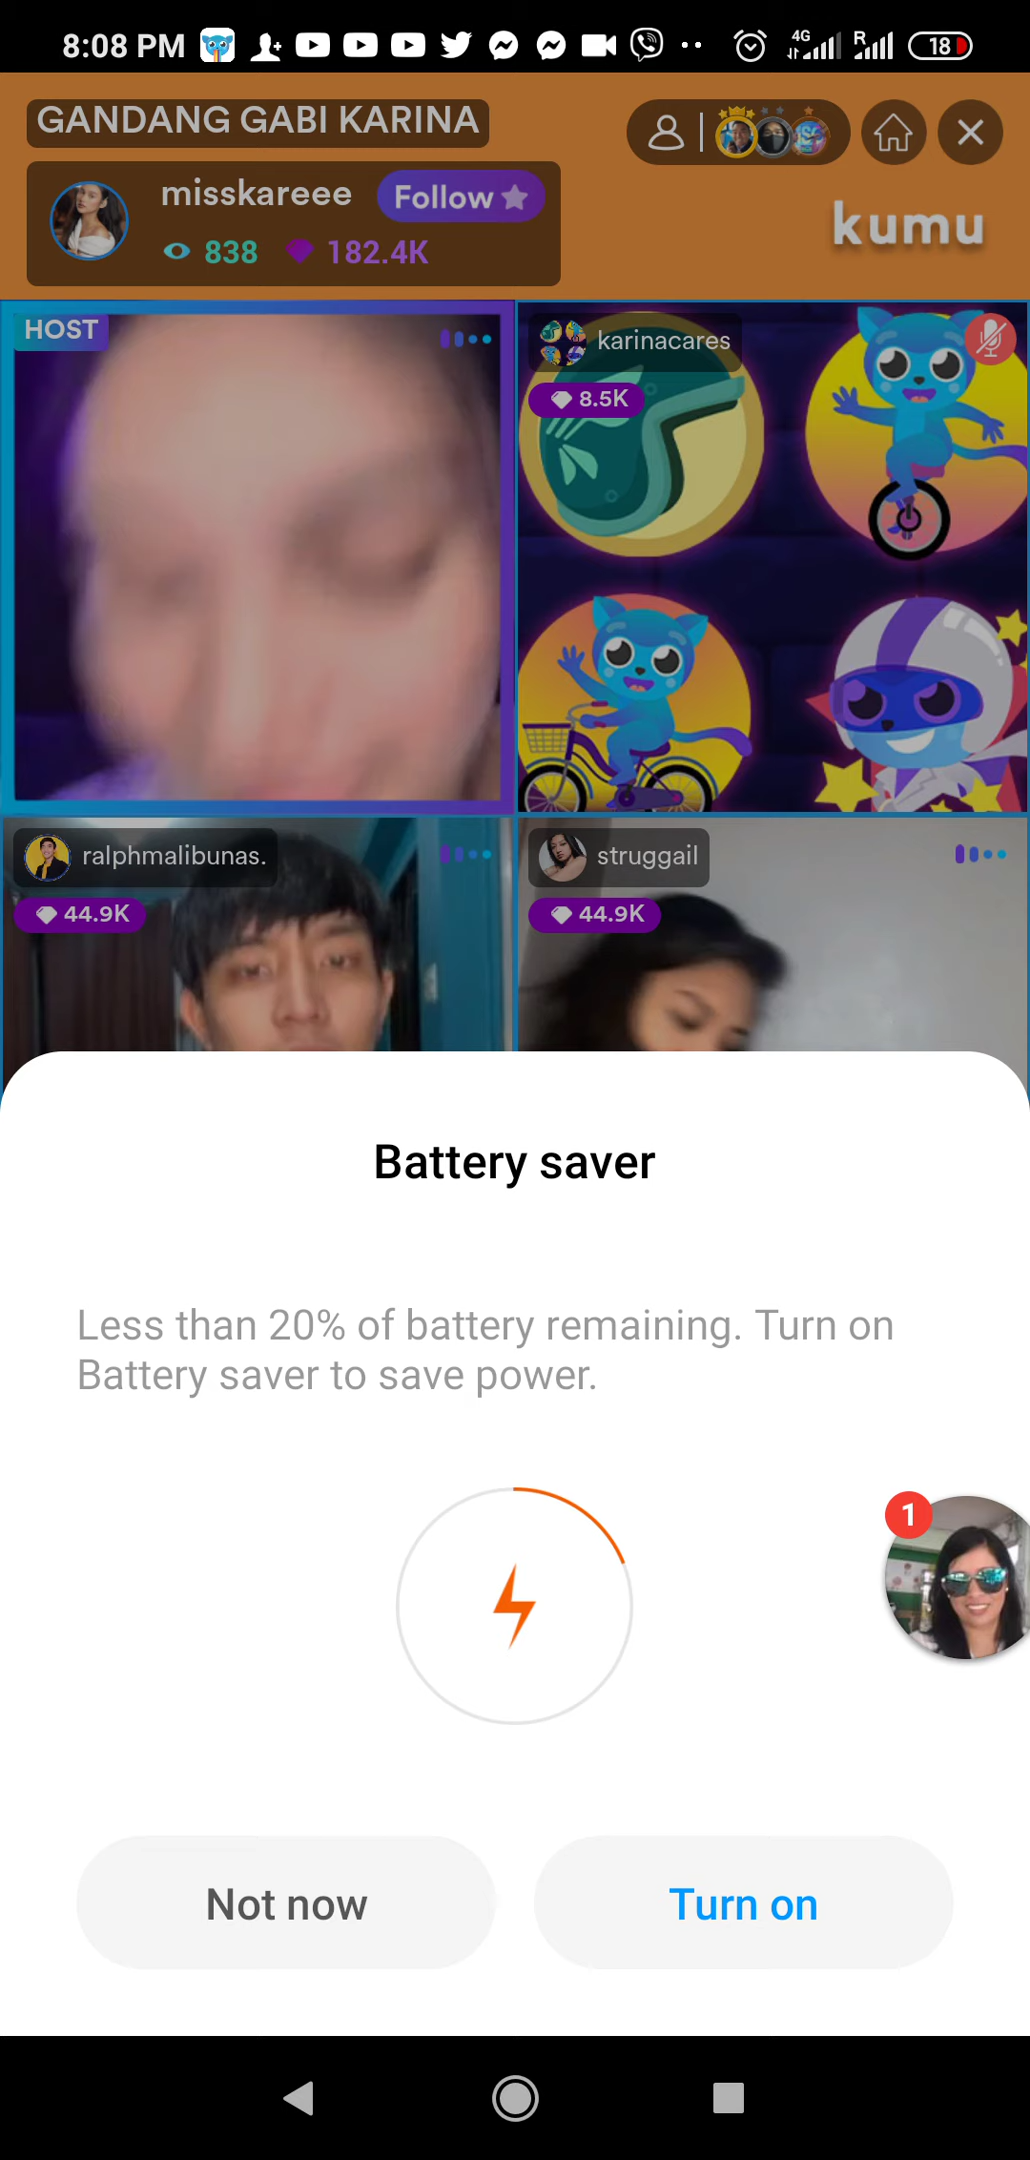 8:08 PM
4G
R
18
GANDANG GABI KARINA
misskareee
Follow
838
182.4K
kumu
HOST
karinacares
8.5K
ralphmalibunas.
44.9K
struggail
44.9K
Battery saver
Less than 20% of battery remaining. Turn on
Battery saver to save power.
1
Not now
Turn on